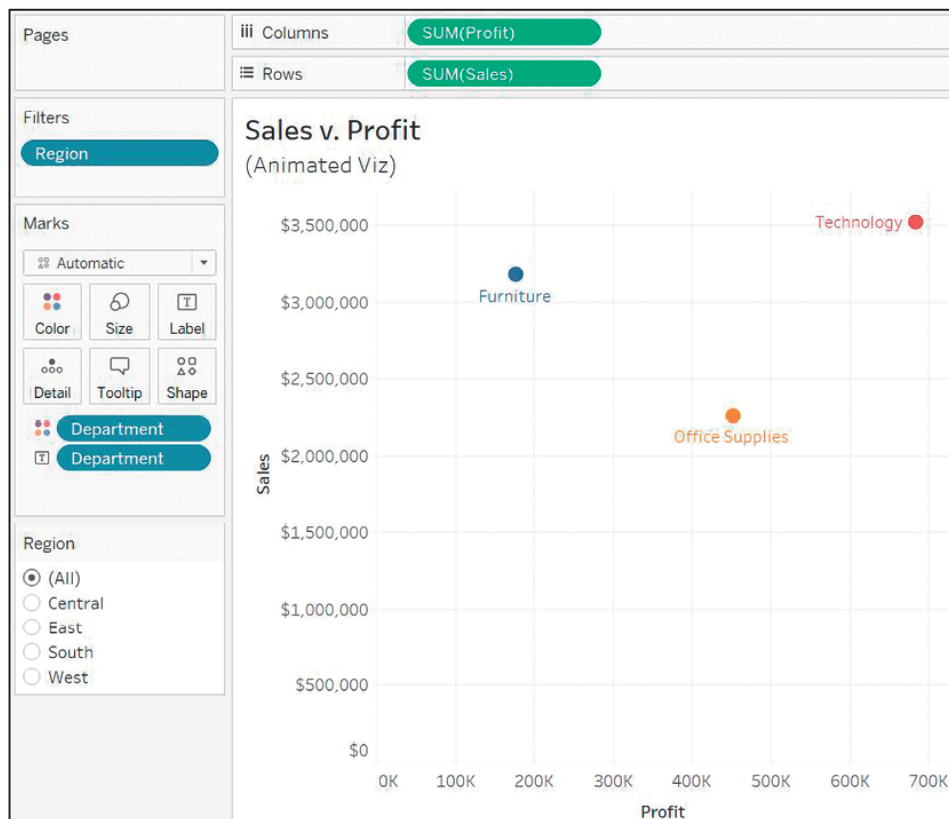 Pages
Columns
SUM(Profit)
Rows
SUM(Sales)
Filters
Region
Marks
Automatic
Color
Size
T
Label
Detail
Tooltip
Shape
Department
T
Department
Region
(All)
Central
East
South
West
Sales v. Profit
(Animated Viz)
$3,500,000
$3,000,000
$2,500,000
$2,000,000
$1,500,000
$1,000,000
$500,000
$0
Sales
Technology
Furniture
Office Supplies
0K 100K 200K 300K 400K 500K 600K 700K
Profit